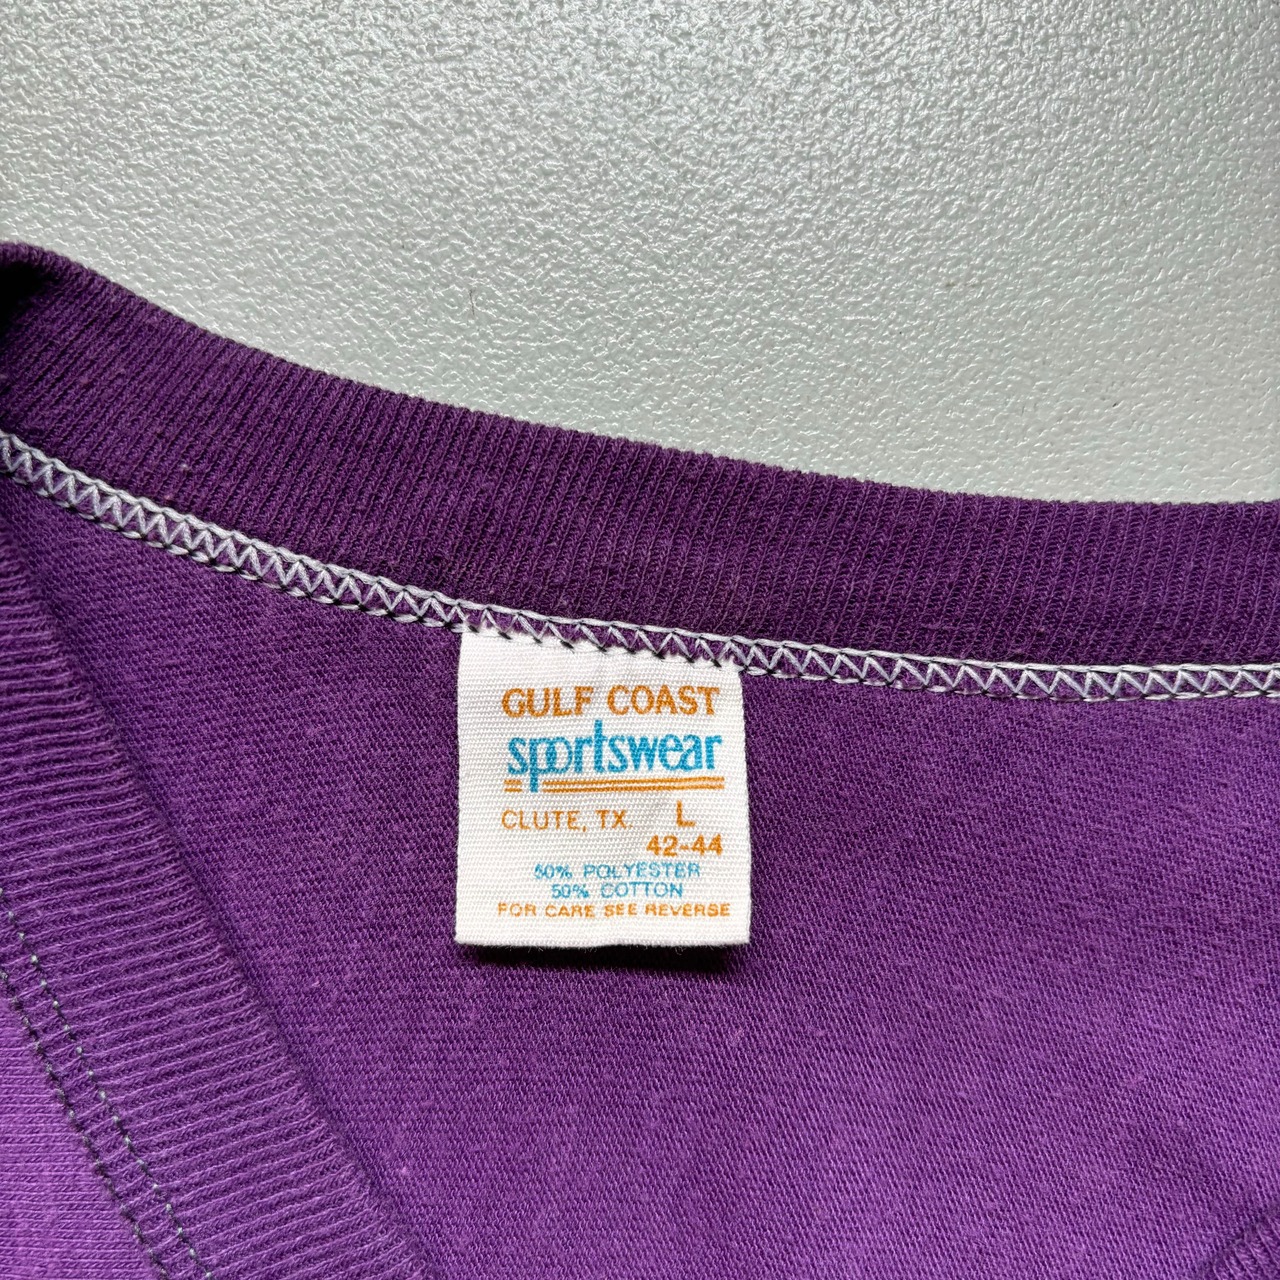 GULF COAST
sportswear
CLUTE, TX. L
42-44
50% POLYESTER
50% COTTON
FOR CARE SEE REVERSE